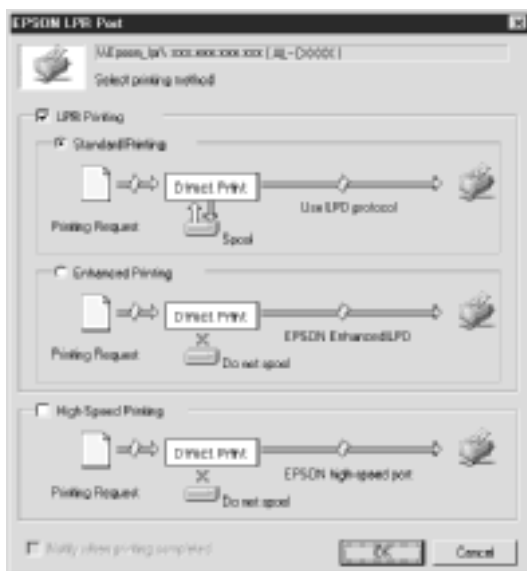 EPSON LPR Port
Select printing method
LPR Printing
Standard Printing
Direct Print
Use LPD protocol
Printing Request
Spool
Enhanced Printing
Direct Print
EPSON Enhanced LPD
Printing Request
Do not spool
High Speed Printing
Direct Print
EPSON high-speed port
Printing Request
Do not spool
Notify when printing completed
OK
Cancel